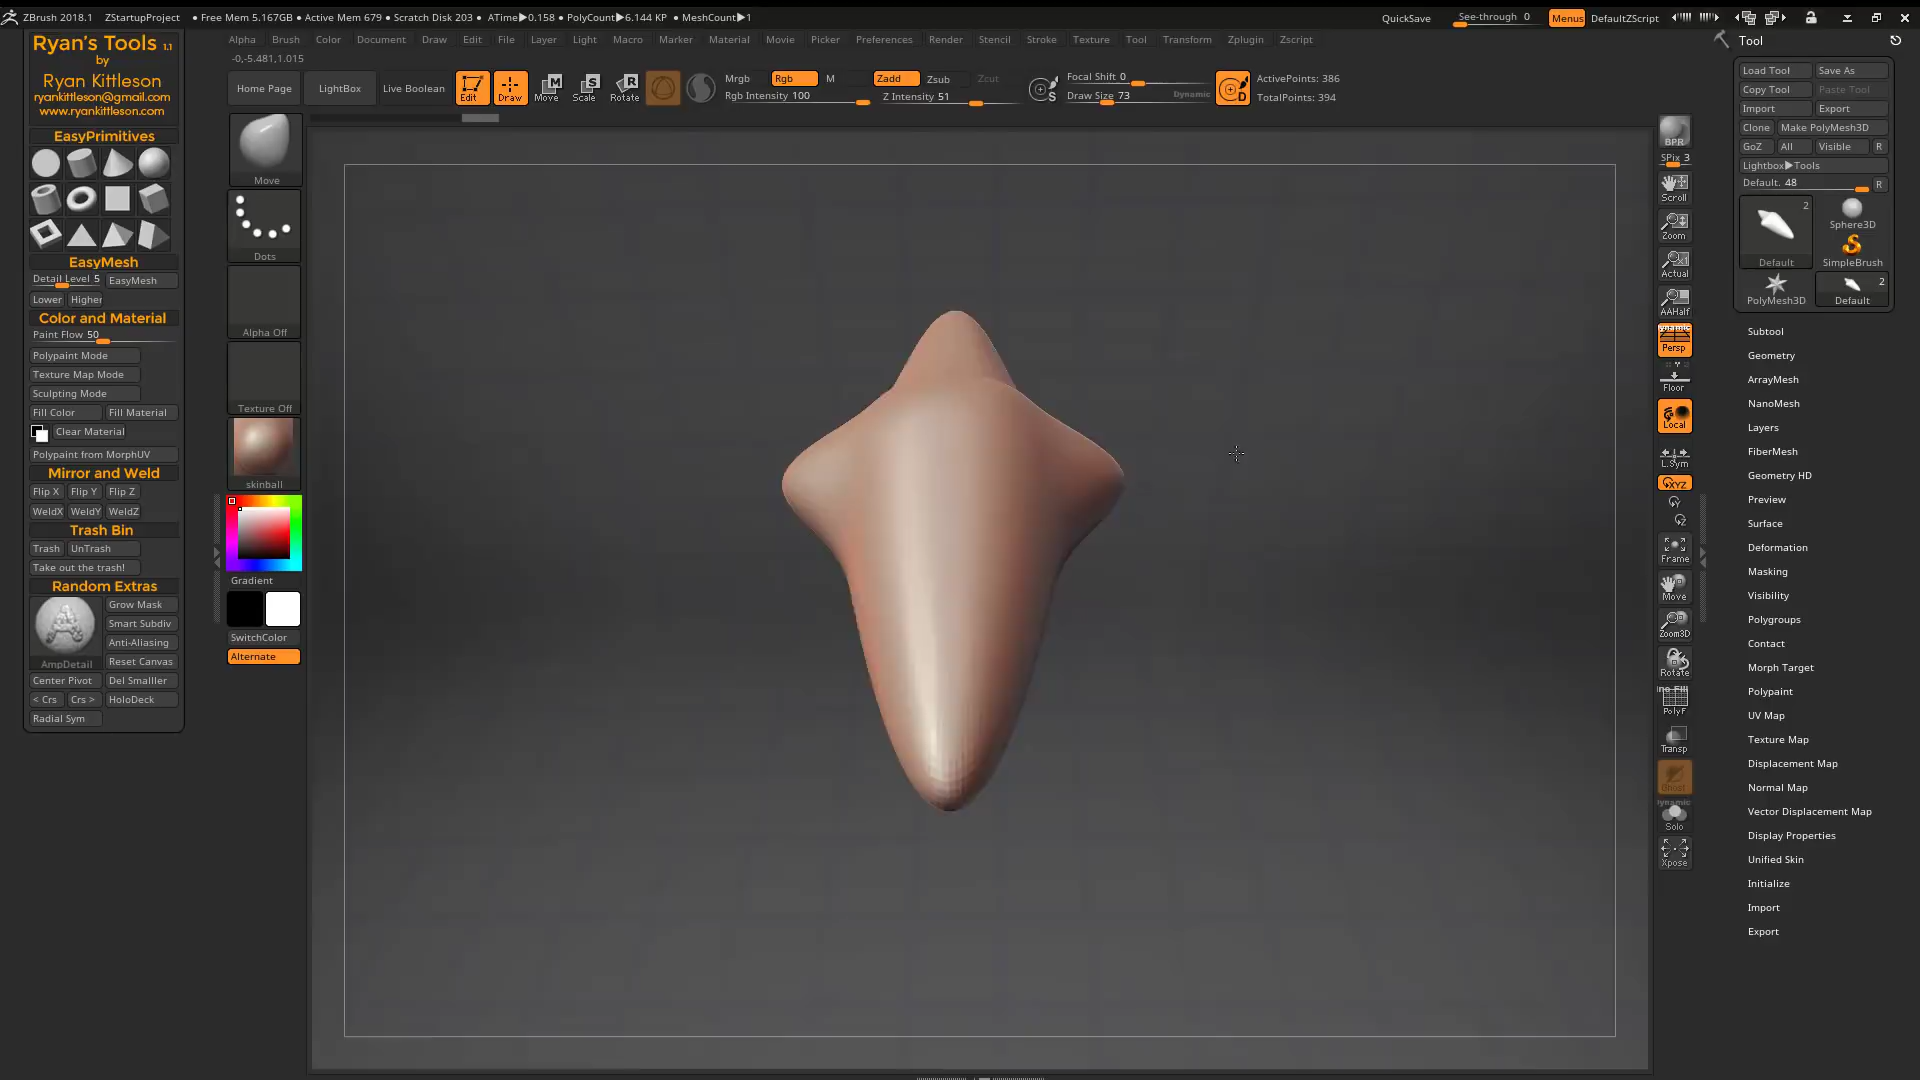 ZBrush 2018.1 ZStartupProject ● Free Mem 5.167GB ● Active Mem 679 ● Scratch Disk 203 ● ATime▶0.158 ● PolyCount▶6.144 KP ● MeshCount▶1 QuickSave See-through 0 Menus DefaultZScript
Alpha Brush Color Document Draw Edit File Layer Light Macro Marker Material Movie Picker Preferences Render Stencil Stroke Texture Tool Transform Zplugin Zscript
-0,-5.481,1.015
Home Page LightBox Live Boolean Edit Draw Move Scale Rotate
Mrgb Rgb M Zadd Zsub Zcut
Rgb Intensity 100 Z Intensity 51
S
Focal Shift 0
Draw Size 73 Dynamic
D
ActivePoints: 386
TotalPoints: 394
Ryan's Tools 1.1
by
Ryan Kittleson
ryankittleson@gmail.com
www.ryankittleson.com
EasyPrimitives
EasyMesh
Detail Level 5 EasyMesh
Lower Higher
Color and Material
Paint Flow 50
Polypaint Mode
Texture Map Mode
Sculpting Mode
Fill Color Fill Material
Clear Material
Polypaint from MorphUV
Mirror and Weld
Flip X Flip Y Flip Z
WeldX WeldY WeldZ
Trash Bin
Trash UnTrash
Take out the trash!
Random Extras
AmpDetail
Grow Mask
Smart Subdiv
Anti-Aliasing
Reset Canvas
Center Pivot Del Smalller
< Crs Crs > HoloDeck
Radial Sym
Move
Dots
Alpha Off
Texture Off
skinball
Gradient
SwitchColor
Alternate
BPR
SPix 3
Scroll
Zoom
Actual
AAHalf
Persp
Floor
Local
L.Sym
XYZ
Y
Z
Frame
Move
Zoom3D
Rotate
PolyF
Transp
Ghost
Dynamic
Solo
Xpose
Tool
Load Tool Save As
Copy Tool Paste Tool
Import Export
Clone Make PolyMesh3D
GoZ All Visible R
Lightbox▶Tools
Default. 48 R
2
Default
Sphere3D
SimpleBrush
PolyMesh3D
2
Default
Subtool
Geometry
ArrayMesh
NanoMesh
Layers
FiberMesh
Geometry HD
Preview
Surface
Deformation
Masking
Visibility
Polygroups
Contact
Morph Target
Polypaint
UV Map
Texture Map
Displacement Map
Normal Map
Vector Displacement Map
Display Properties
Unified Skin
Initialize
Import
Export